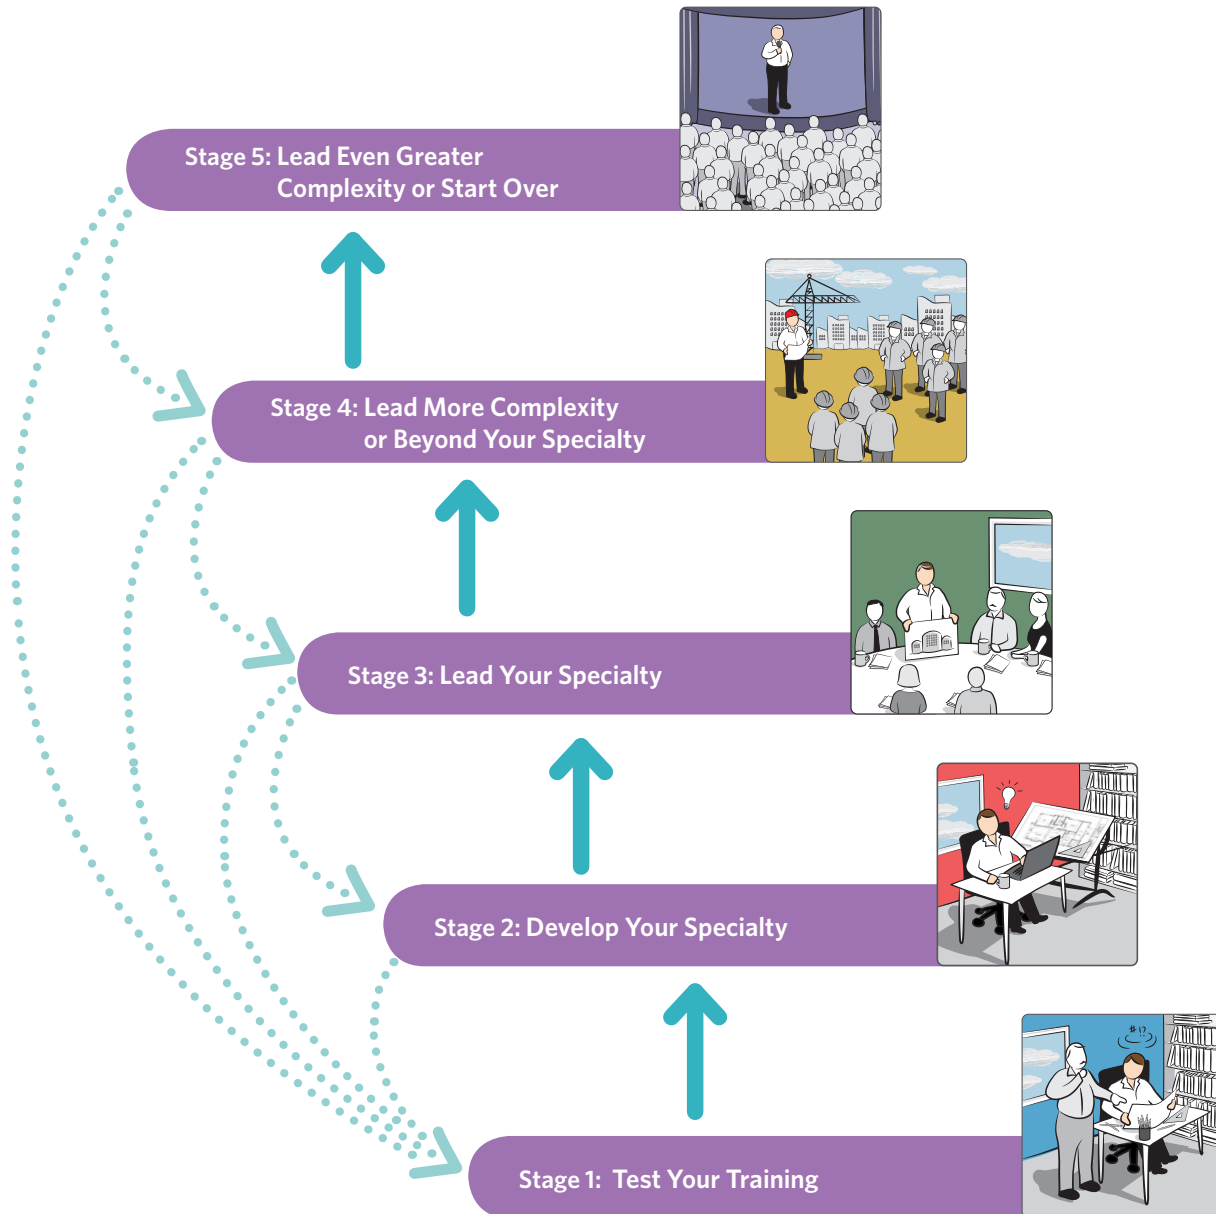 Stage 5: Lead Even Greater
Complexity or Start Over
Stage 4: Lead More Complexity
or Beyond Your Specialty
Stage 3: Lead Your Specialty
Stage 2: Develop Your Specialty
#!?
Stage 1: Test Your Training